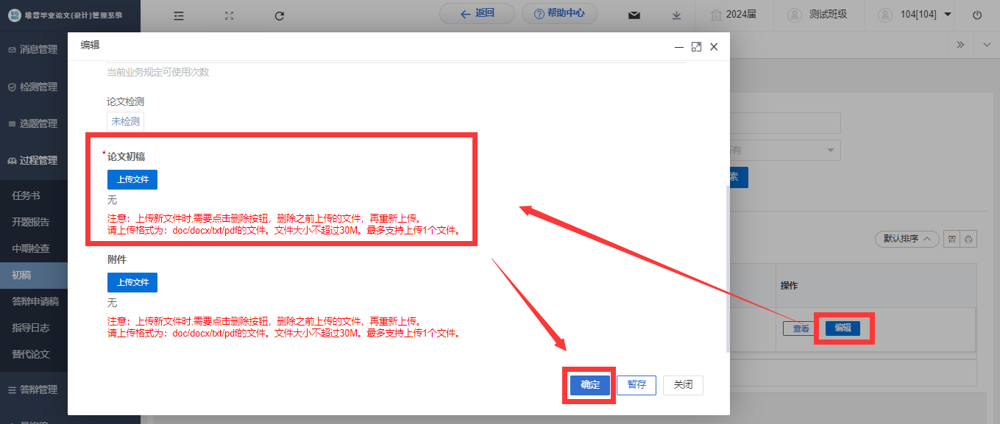 维普毕业论文(设计)管理系统
返回
帮助中心
2024届
测试班级
104[104]
消息管理
检测管理
选题管理
过程管理
任务书
开题报告
中期检查
初稿
答辩申请稿
指导日志
替代论文
答辩管理
编辑
当前业务规定可使用次数
论文检测
未检测
*论文初稿
上传文件
无
注意：上传新文件时,需要点击删除按钮，删除之前上传的文件，再重新上传。
请上传格式为：doc/docx/txt/pdf的文件。文件大小不超过30M。最多支持上传1个文件。
附件
上传文件
无
注意：上传新文件时,需要点击删除按钮，删除之前上传的文件，再重新上传。
请上传格式为：doc/docx/txt/pdf的文件。文件大小不超过30M。最多支持上传1个文件。
确定
暂存
关闭
有
索
默认排序
操作
查看
编辑